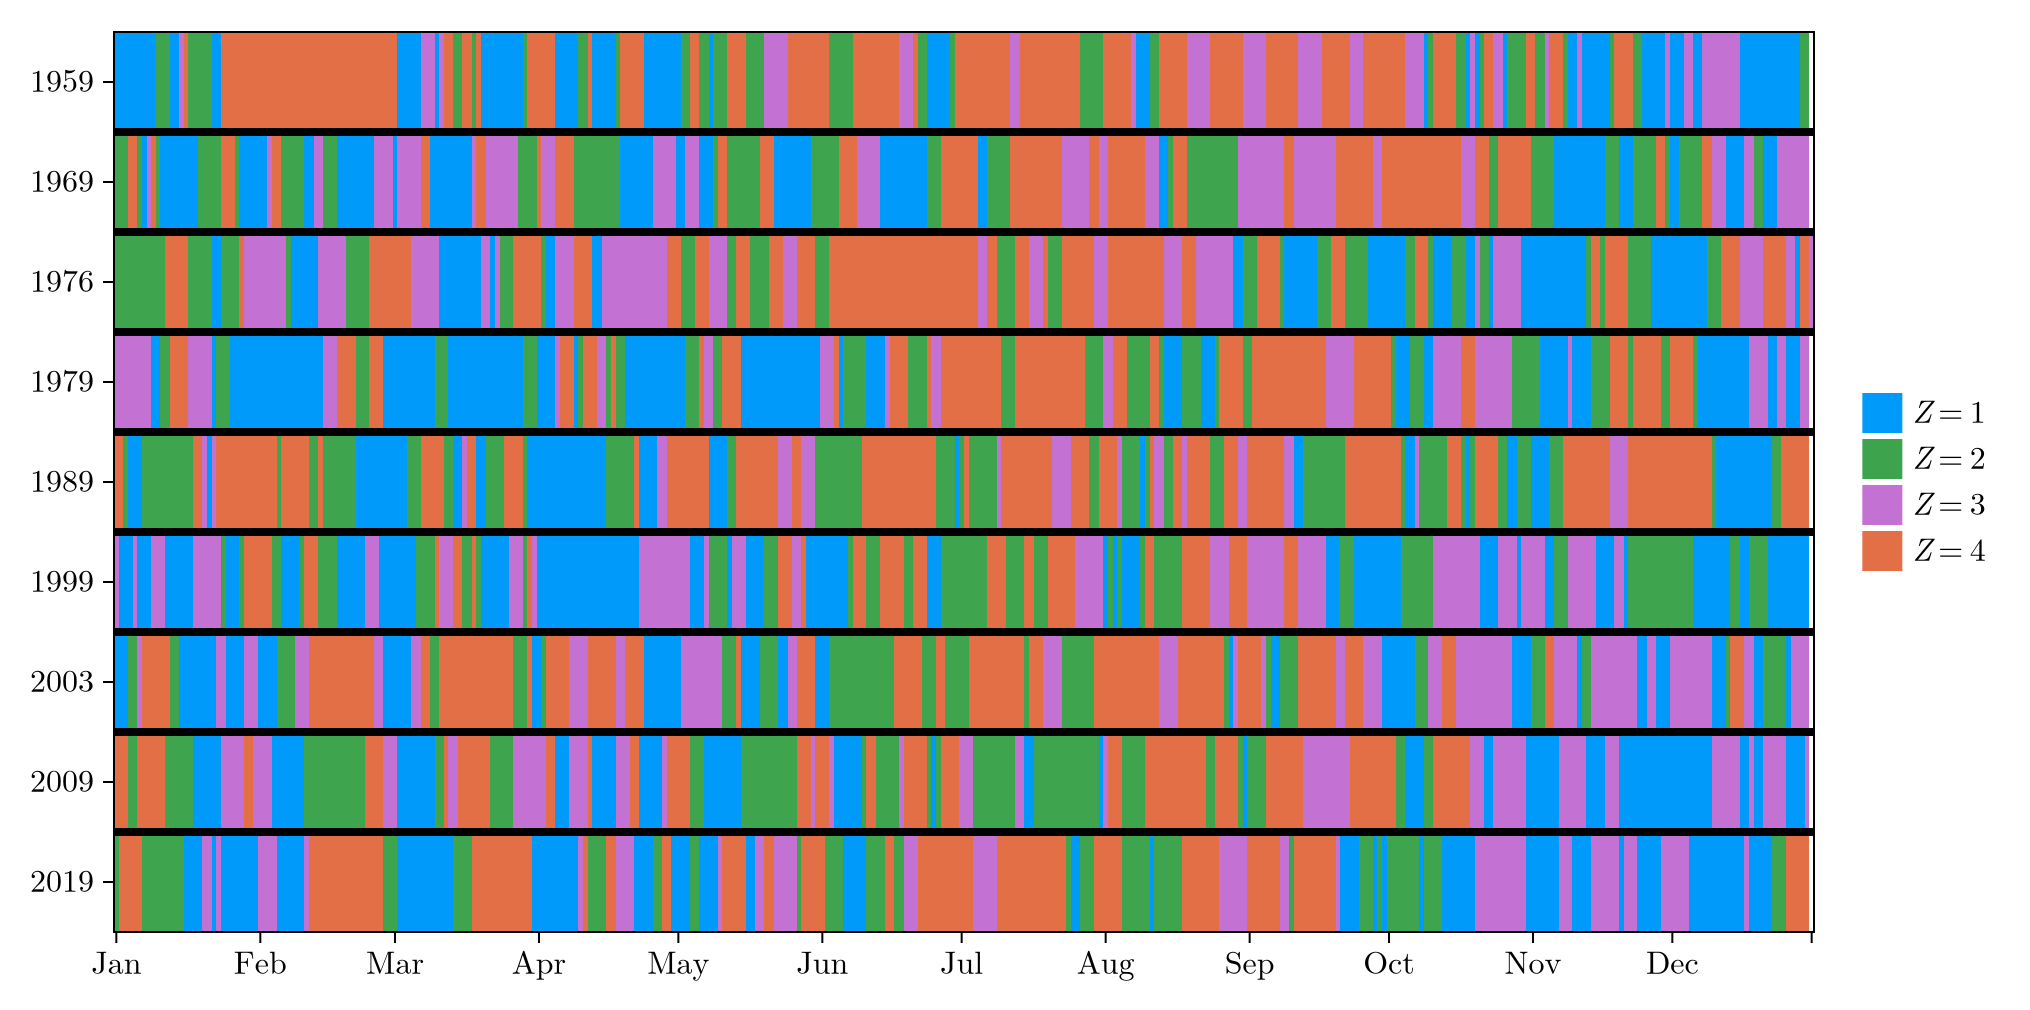 1959
1969
1976
1979
1989
1999
2003
2009
2019
Jan Feb Mar Apr May Jun Jul Aug Sep Oct Nov Dec
Z = 1
Z = 2
Z = 3
Z = 4